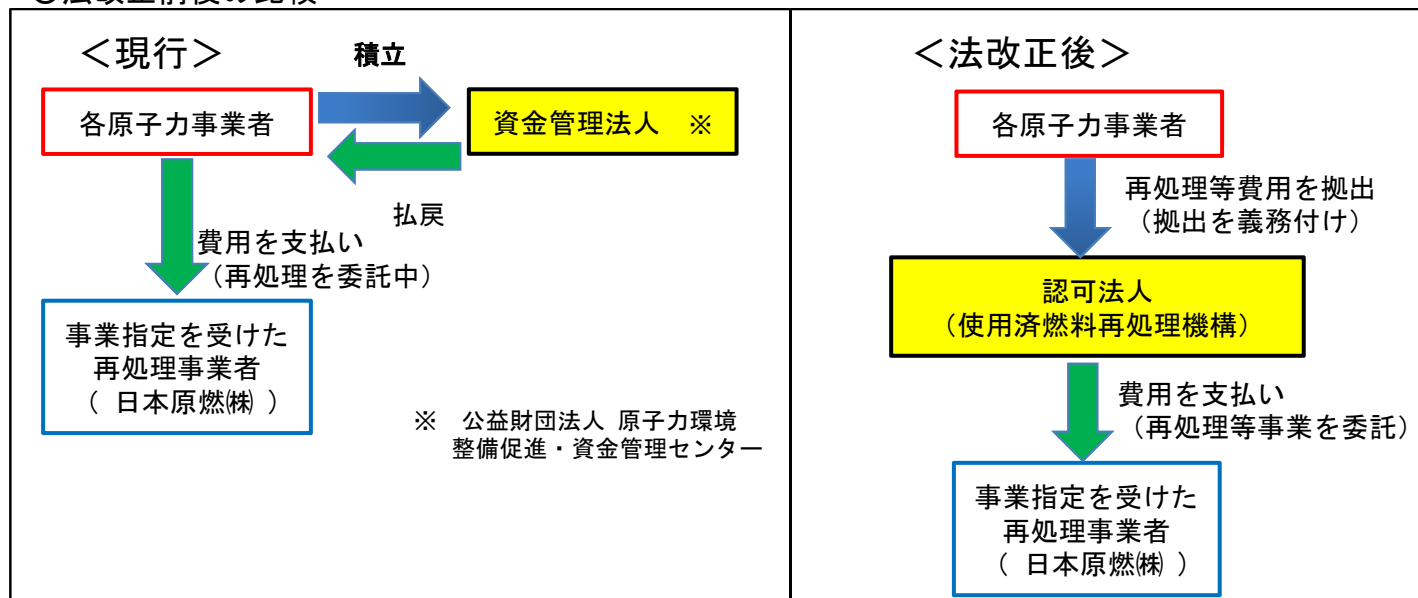 ＜現行＞
積立
各原子力事業者
資金管理法人　※
払戻
費用を支払い
（再処理を委託中）
事業指定を受けた
再処理事業者
（ 日本原燃㈱ ）
※　公益財団法人 原子力環境
整備促進・資金管理センター
＜法改正後＞
各原子力事業者
再処理等費用を拠出
（拠出を義務付け）
認可法人
（使用済燃料再処理機構）
費用を支払い
（再処理等事業を委託）
事業指定を受けた
再処理事業者
（ 日本原燃㈱ ）